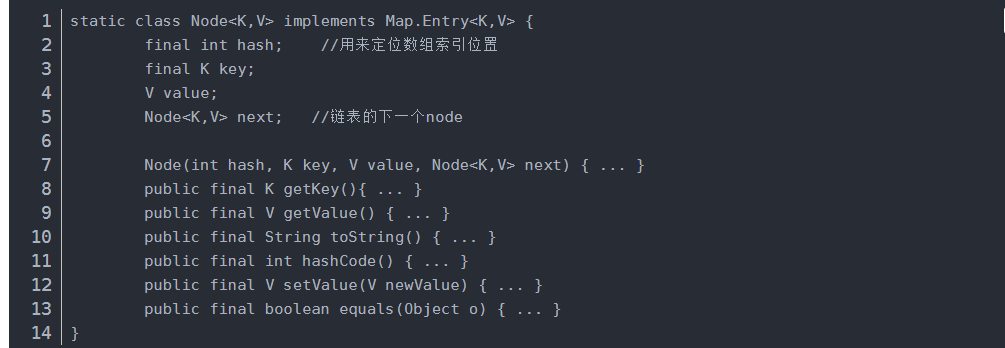 1 static class Node<K,V> implements Map.Entry<K,V> {
2 final int hash; //用来定位数组索引位置
3 final K key;
4 V value;
5 Node<K,V> next; //链表的下一个node
6
7 Node(int hash, K key, V value, Node<K,V> next) { ... }
8 public final K getKey(){ ... }
9 public final V getValue() { ... }
10 public final String toString() { ... }
11 public final int hashCode() { ... }
12 public final V setValue(V newValue) { ... }
13 public final boolean equals(Object o) { ... }
14 }